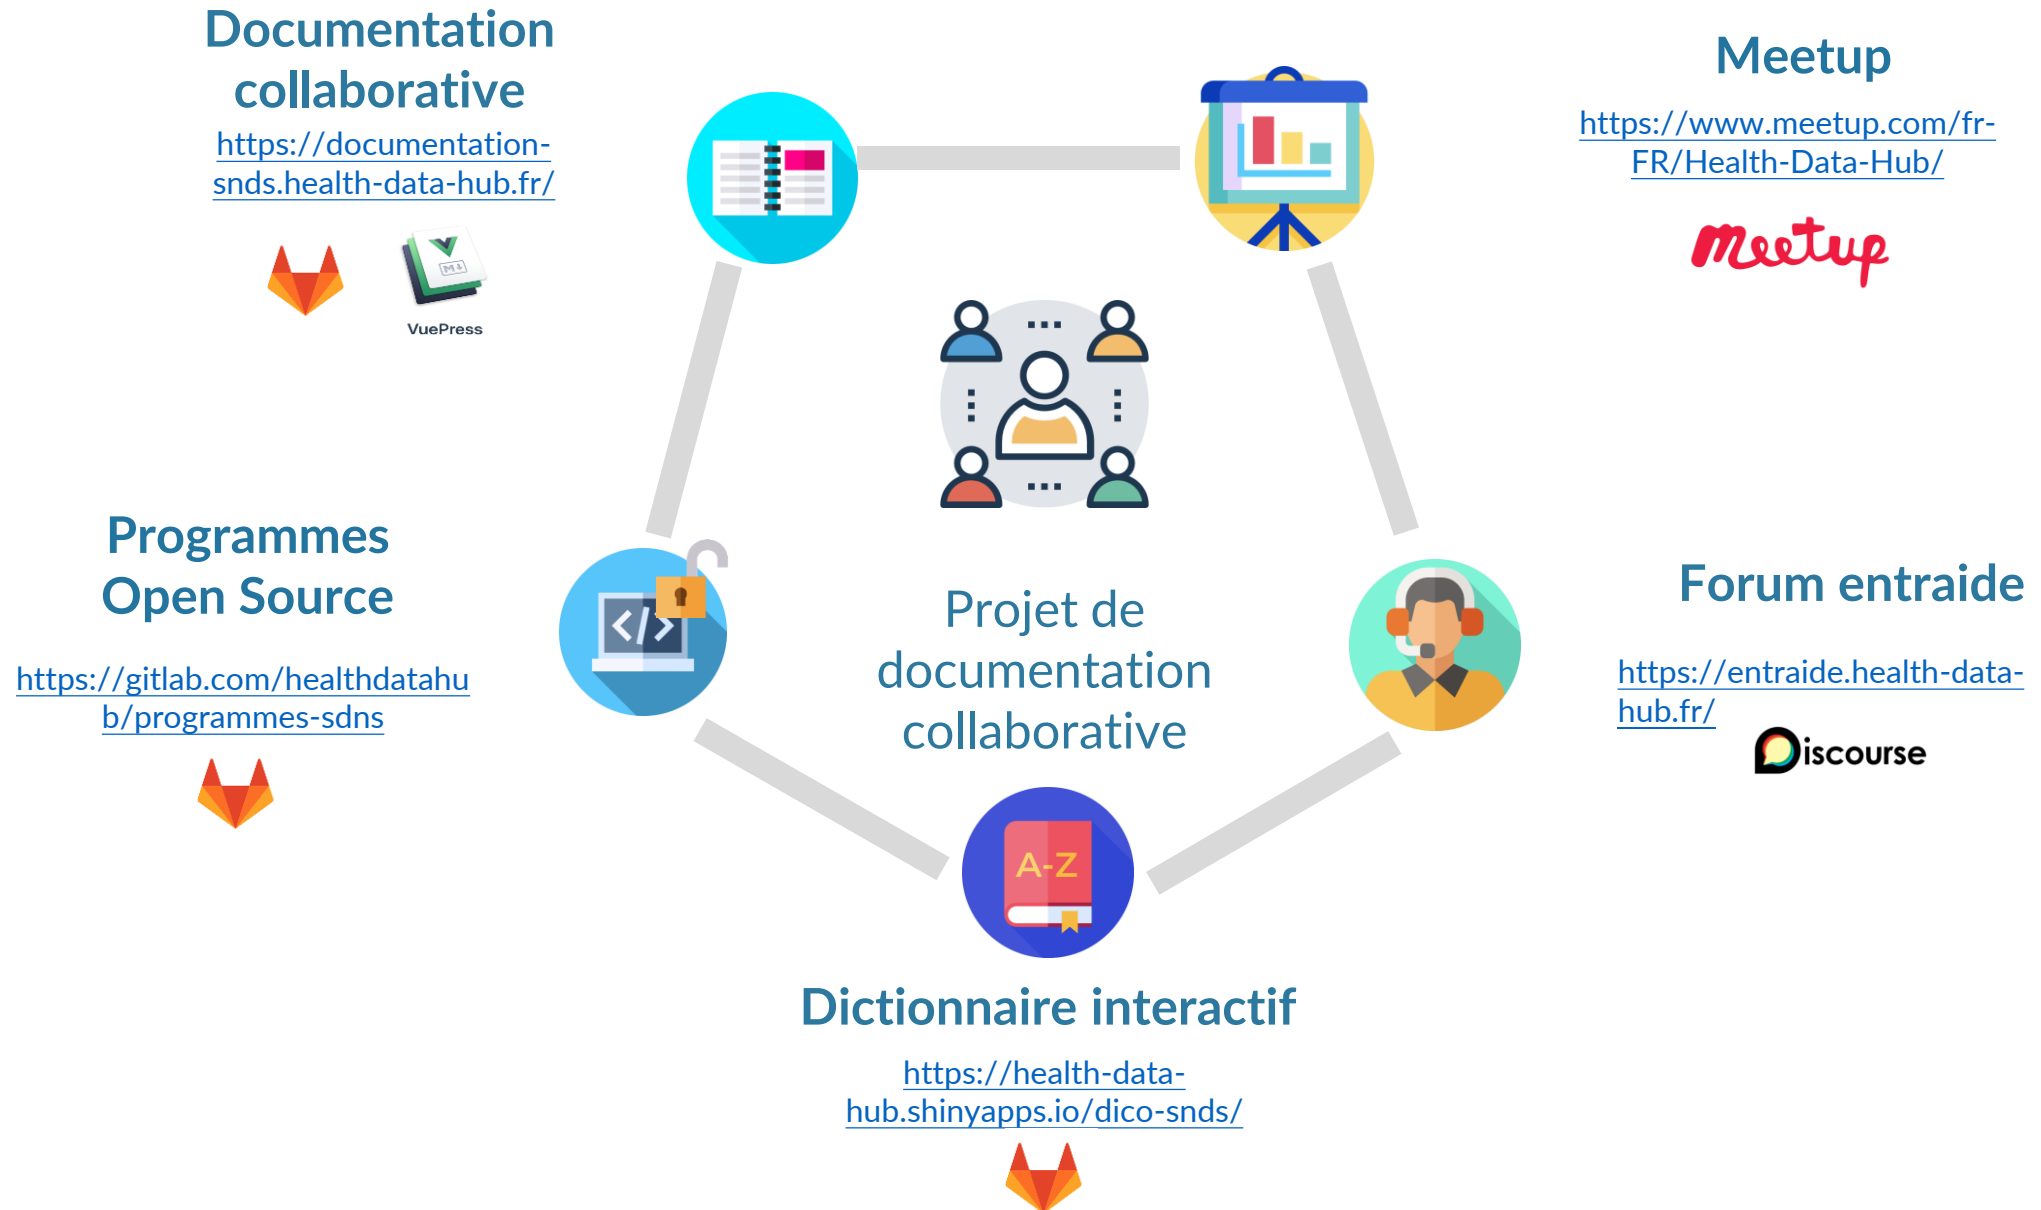 Documentation
collaborative
https://documentation-
snds.health-data-hub.fr/
VuePress
M↓
Meetup
https://www.meetup.com/fr-
FR/Health-Data-Hub/
Meetup
Programmes
Open Source
https://gitlab.com/healthdatahu
b/programmes-sdns
</>
Projet de
documentation
collaborative
Forum entraide
https://entraide.health-data-
hub.fr/
Discourse
A-Z
Dictionnaire interactif
https://health-data-
hub.shinyapps.io/dico-snds/